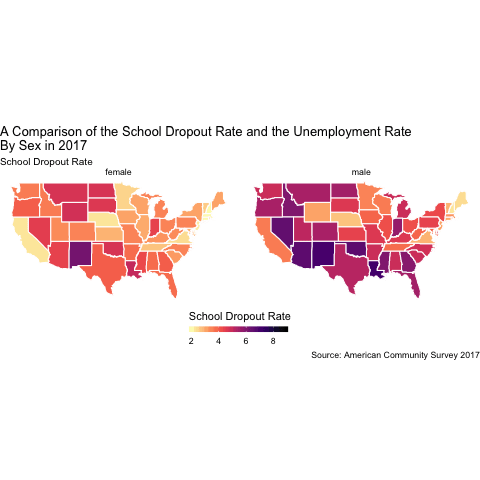 A Comparison of the School Dropout Rate and the Unemployment Rate
By Sex in 2017
School Dropout Rate
female
male
School Dropout Rate
2 4 6 8
Source: American Community Survey 2017